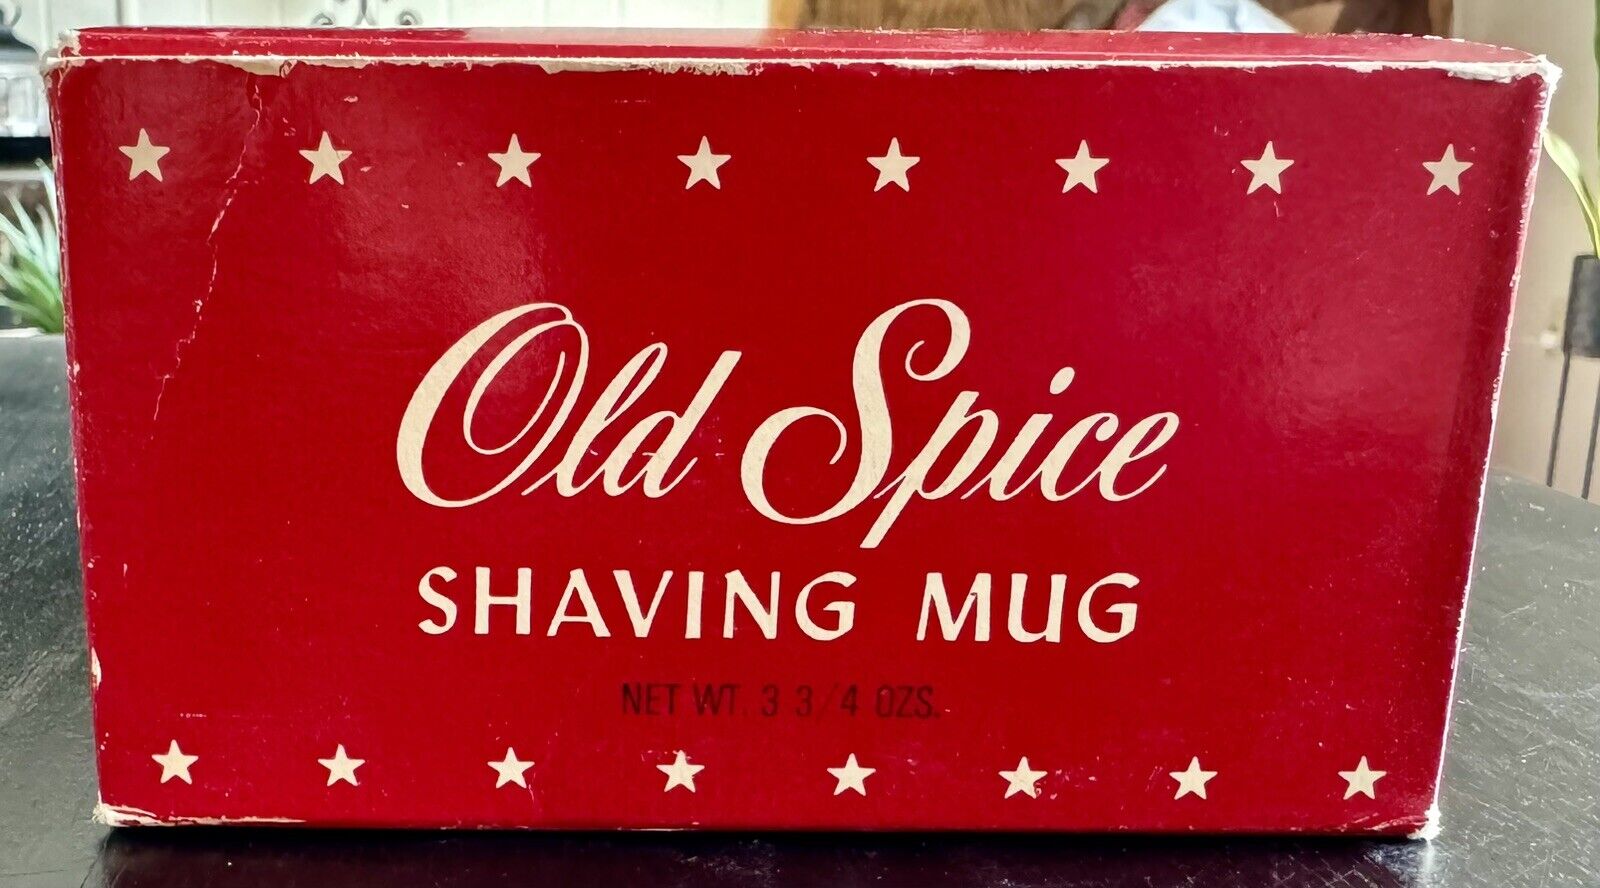 Old Spice
SHAVING MUG
NET WT. 3 3/4 OZS.